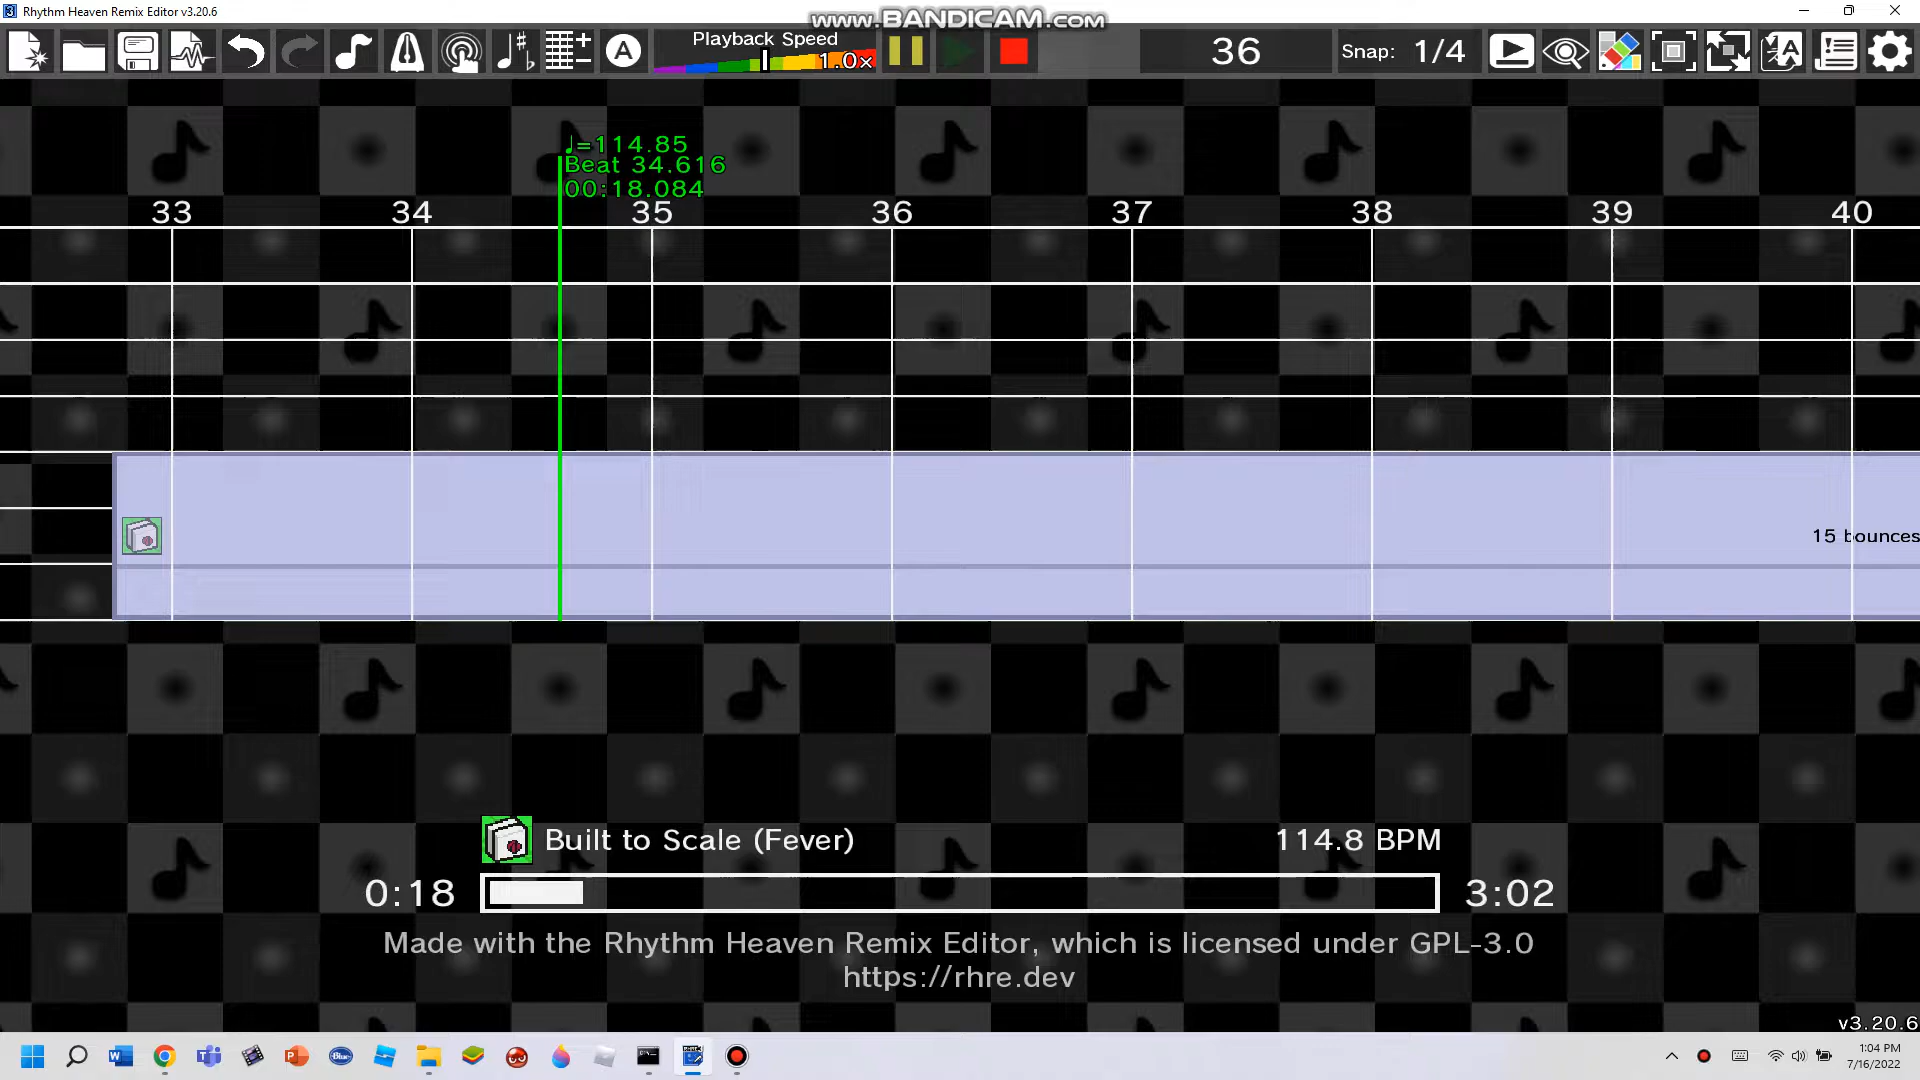 Rhythm Heaven Remix Editor v3.20.6
www.BANDICAM.com
Playback Speed
1.0x
36
Snap: 1/4
A
A
♩=114.85
Beat 34.616
00:18.084
33 34 35 36 37 38 39 40
15 bounces
Built to Scale (Fever) 114.8 BPM
0:18 3:02
Made with the Rhythm Heaven Remix Editor, which is licensed under GPL-3.0
https://rhre.dev
v3.20.6
Blue
1:04 PM
7/16/2022